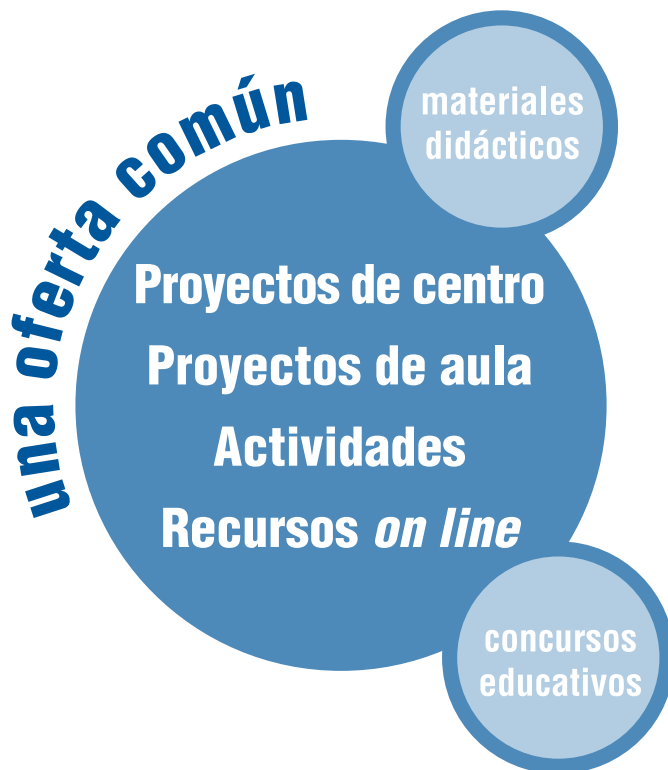 una oferta común
materiales
didácticos
Proyectos de centro
Proyectos de aula
Actividades
Recursos on line
concursos
educativos